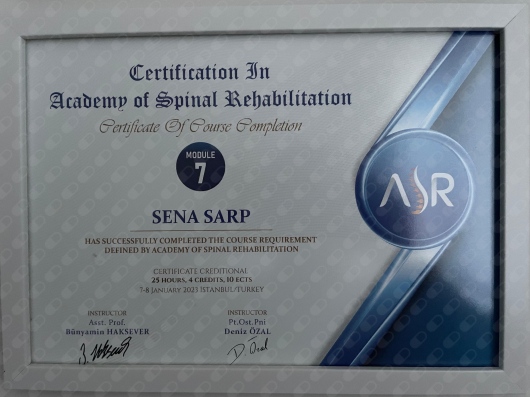 Certification In
Academy of Spinal Rehabilitation
Certificate Of Course Completion
MODULE
7
ASR
SENA SARP
HAS SUCCESSFULLY COMPLETED THE COURSE REQUIREMENT
DEFINED BY ACADEMY OF SPINAL REHABILITATION
CERTIFICATE CREDITIONAL
25 HOURS, 4 CREDITS, 10 ECTS
7-8 JANUARY 2023 ISTANBUL/TURKEY
INSTRUCTOR
Asst. Prof.
Bünyamin HAKSEVER
INSTRUCTOR
Pt.Ost.Pni
Deniz ÖZAL
D. Özal